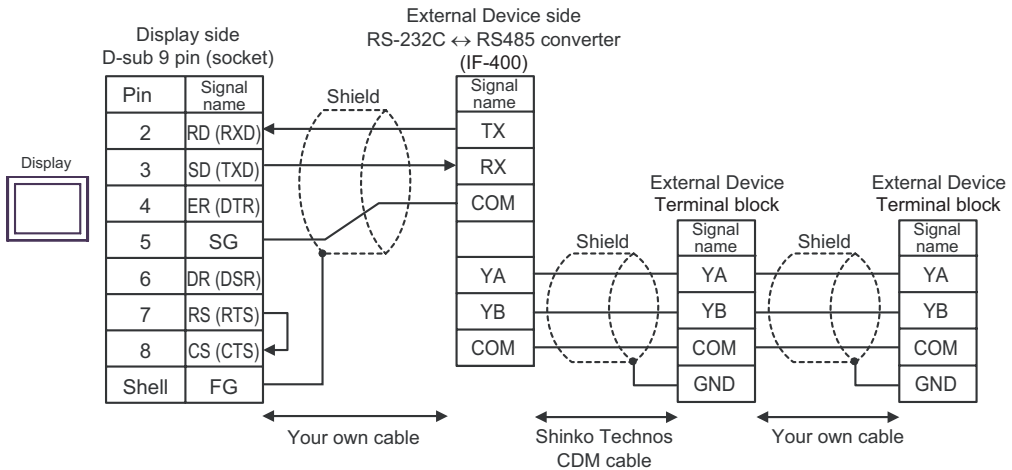 External Device side
RS-232C ↔ RS485 converter
(IF-400)
Display side
D-sub 9 pin (socket)
Display
Pin Signal name
2 RD (RXD)
3 SD (TXD)
4 ER (DTR)
5 SG
6 DR (DSR)
7 RS (RTS)
8 CS (CTS)
Shell FG
Shield
Signal name
TX
RX
COM
YA
YB
COM
Shield
External Device
Terminal block
Signal name
YA
YB
COM
GND
Shield
External Device
Terminal block
Signal name
YA
YB
COM
GND
Your own cable
Shinko Technos
CDM cable
Your own cable